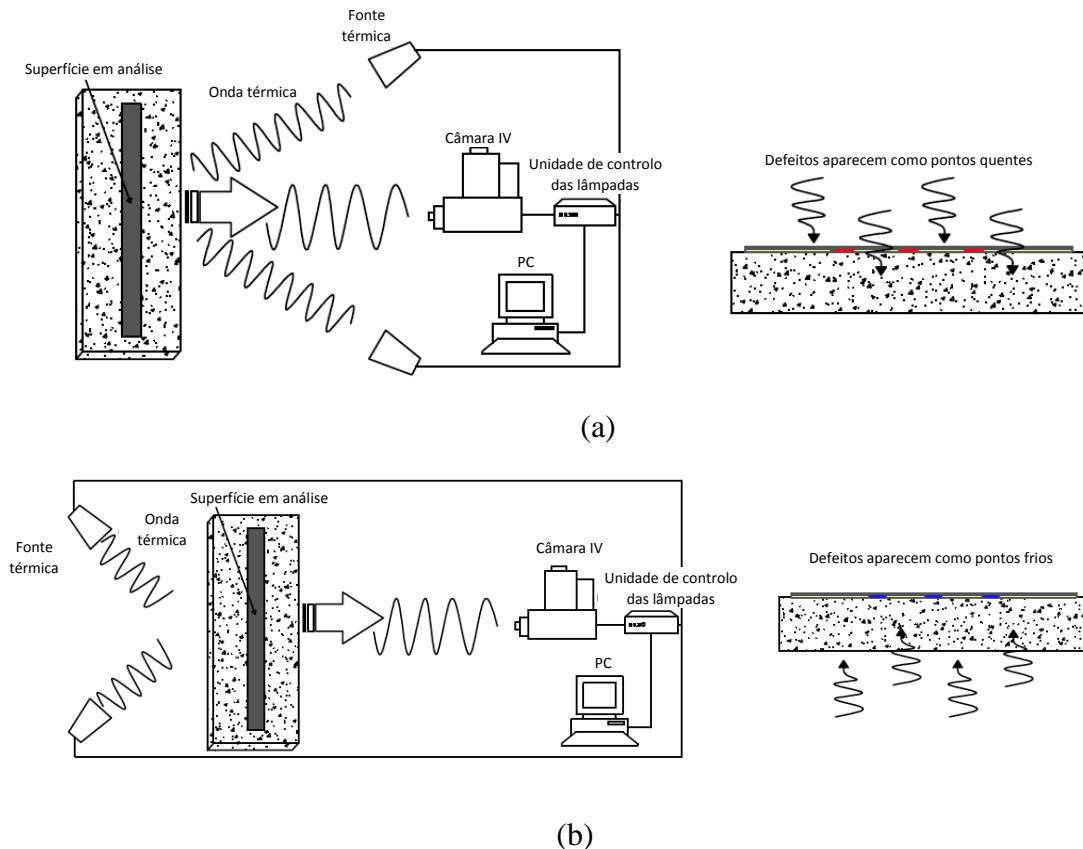 Fonte
térmica
Superfície em análise
Onda térmica
Câmara IV
Unidade de controlo
das lâmpadas
PC
Defeitos aparecem como pontos quentes
(a)
Superfície em análise
Onda
térmica
Fonte
térmica
Câmara IV
Unidade de controlo
das lâmpadas
PC
Defeitos aparecem como pontos frios
(b)